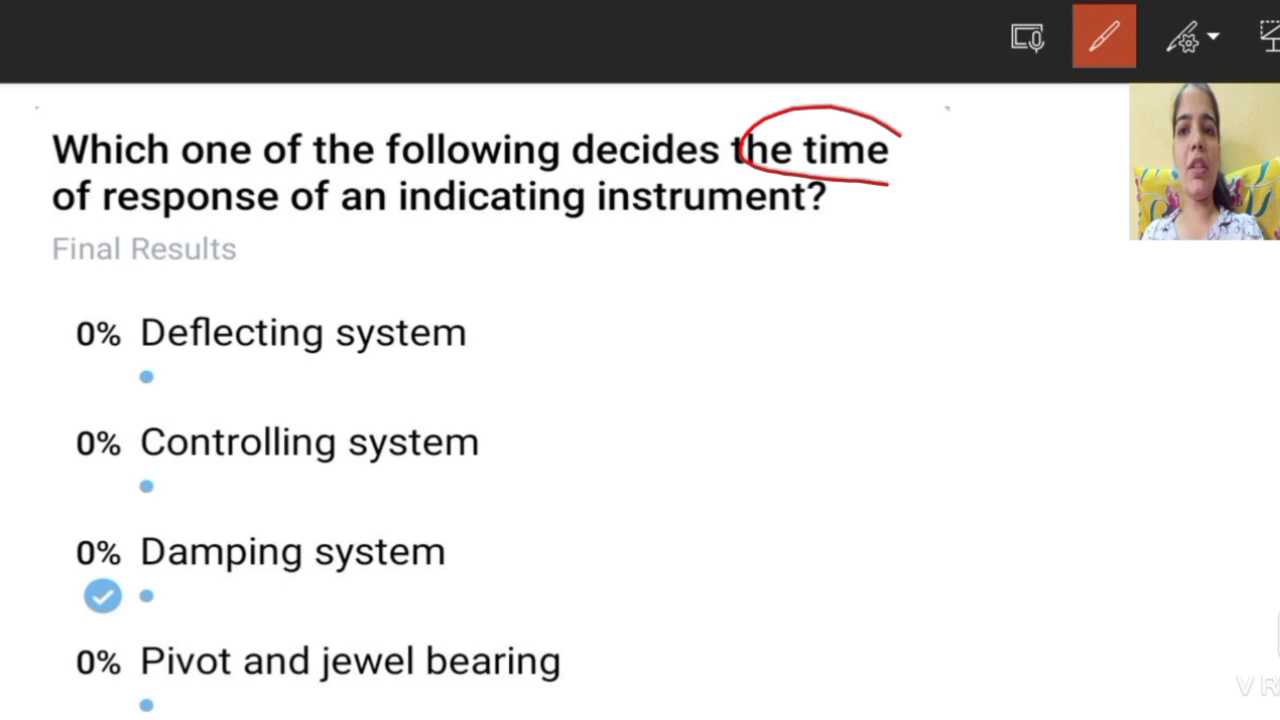 Which one of the following decides the time
of response of an indicating instrument?
Final Results
0% Deflecting system
0% Controlling system
0% Damping system
0% Pivot and jewel bearing